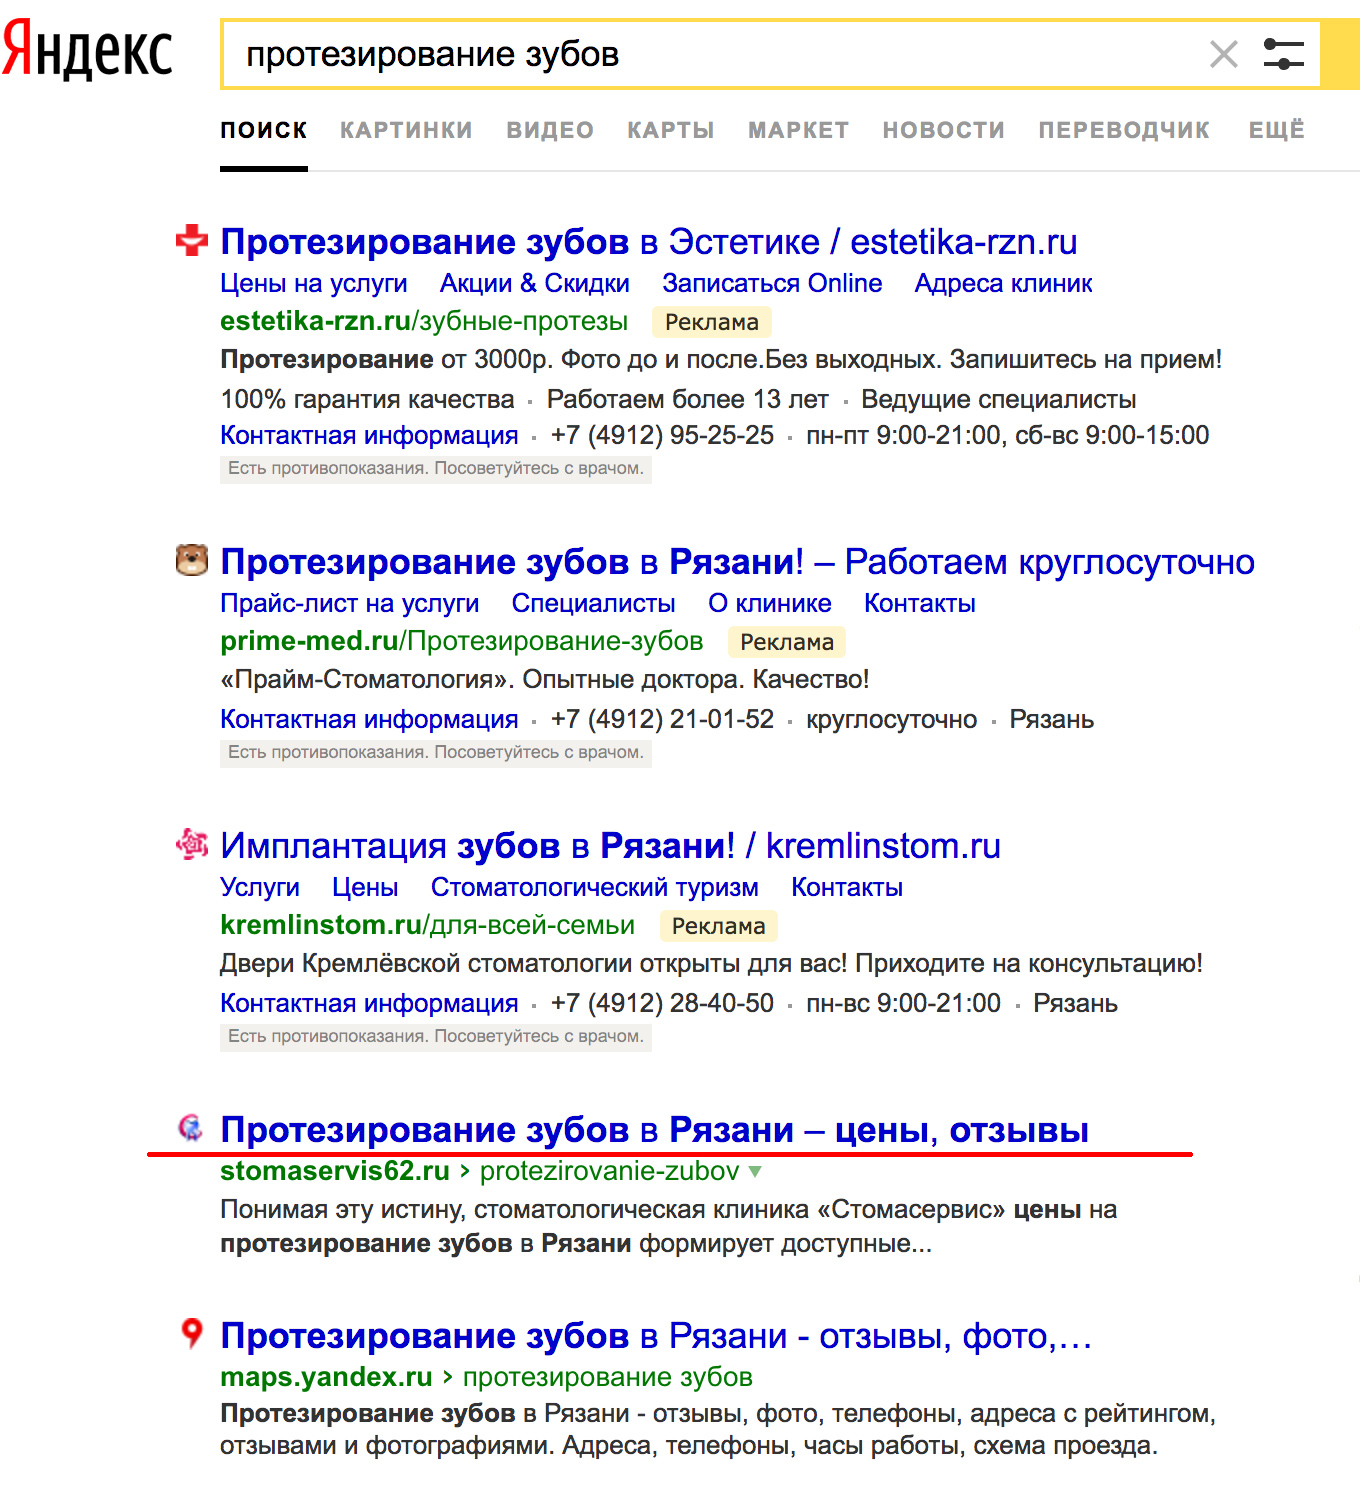 Яндекс
протезирование зубов
ПОИСК КАРТИНКИ ВИДЕО КАРТЫ МАРКЕТ НОВОСТИ ПЕРЕВОДЧИК ЕЩЁ
Протезирование зубов в Эстетике / estetika-rzn.ru
Цены на услуги Акции & Скидки Записаться Online Адреса клиник
estetika-rzn.ru/зубные-протезы Реклама
Протезирование от 3000р. Фото до и после.Без выходных. Запишитесь на прием!
100% гарантия качества · Работаем более 13 лет · Ведущие специалисты
Контактная информация · +7 (4912) 95-25-25 · пн-пт 9:00-21:00, сб-вс 9:00-15:00
Есть противопоказания. Посоветуйтесь с врачом.
Протезирование зубов в Рязани! – Работаем круглосуточно
Прайс-лист на услуги Специалисты О клинике Контакты
prime-med.ru/Протезирование-зубов Реклама
«Прайм-Стоматология». Опытные доктора. Качество!
Контактная информация · +7 (4912) 21-01-52 · круглосуточно · Рязань
Есть противопоказания. Посоветуйтесь с врачом.
Имплантация зубов в Рязани! / kremlinstom.ru
Услуги Цены Стоматологический туризм Контакты
kremlinstom.ru/для-всей-семьи Реклама
Двери Кремлёвской стоматологии открыты для вас! Приходите на консультацию!
Контактная информация · +7 (4912) 28-40-50 · пн-вс 9:00-21:00 · Рязань
Есть противопоказания. Посоветуйтесь с врачом.
Протезирование зубов в Рязани – цены, отзывы
stomaservis62.ru › protezirovanie-zubov
Понимая эту истину, стоматологическая клиника «Стомасервис» цены на
протезирование зубов в Рязани формирует доступные...
Протезирование зубов в Рязани - отзывы, фото,...
maps.yandex.ru › протезирование зубов
Протезирование зубов в Рязани - отзывы, фото, телефоны, адреса с рейтингом,
отзывами и фотографиями. Адреса, телефоны, часы работы, схема проезда.